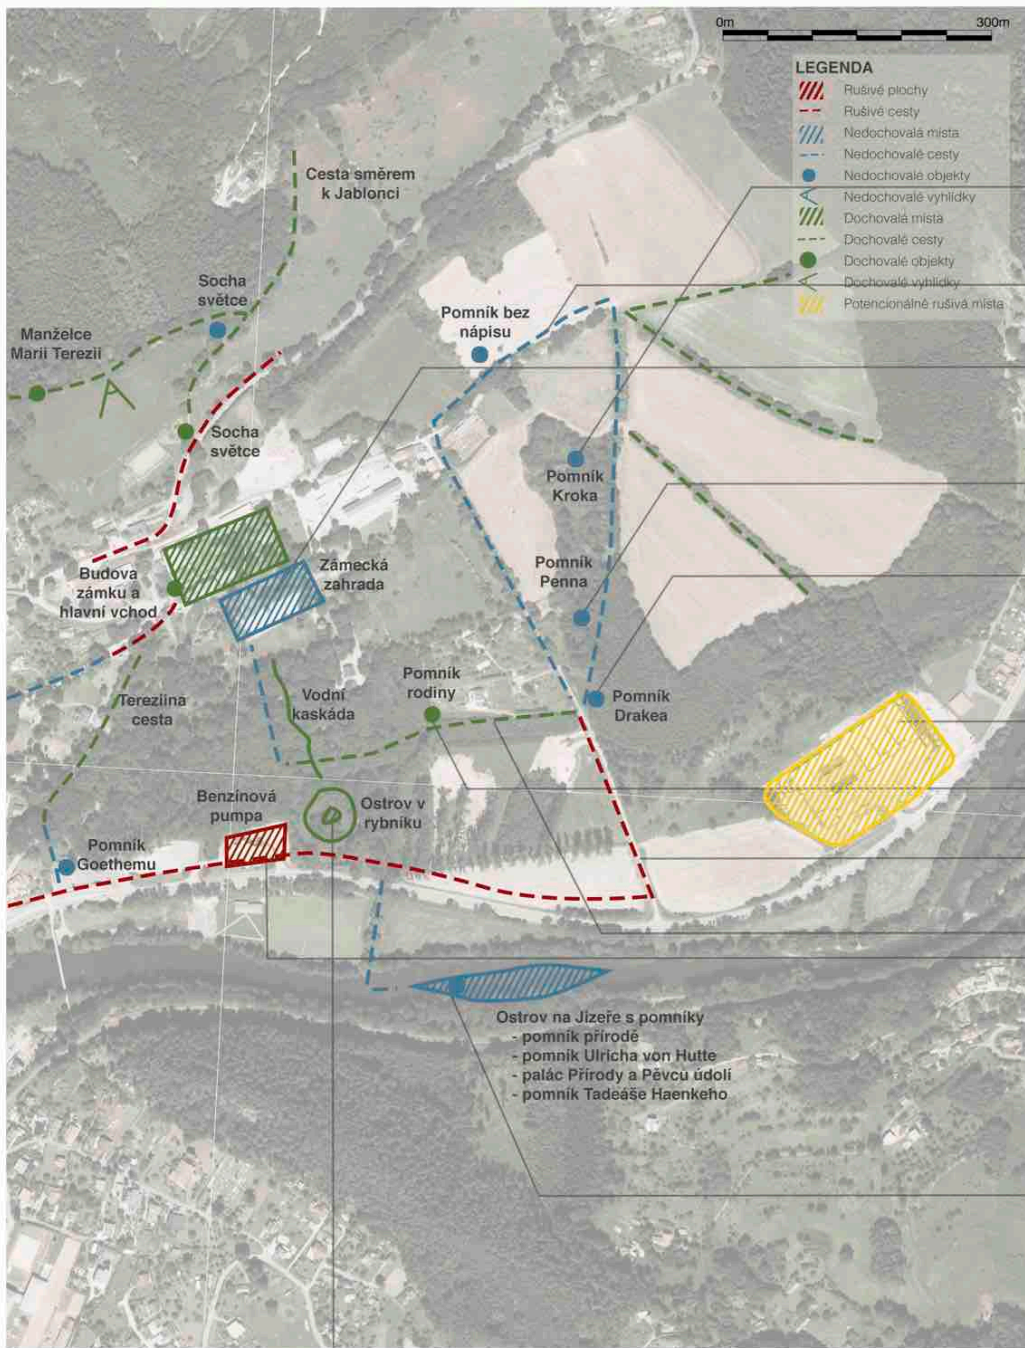 0m 300m
LEGENDA
Rušivé plochy
Rušivé cesty
Nedochovalá místa
Nedochovalé cesty
Nedochovalé objekty
Nedochovalé vyhlídky
Dochovalá místa
Dochovalé cesty
Dochovalé objekty
Dochovalé vyhlídky
Potencionálně rušivá místa
Cesta směrem
k Jablonci
Socha
světce
Manželce
Marii Terezii
Pomník bez
nápisu
Socha
světce
Pomník
Kroka
Budova
zámku a
hlavní vchod
Zámecká
zahrada
Pomník
Penna
Tereziina
cesta
Vodní
kaskáda
Pomník
rodiny
Pomník
Drakea
Benzínová
pumpa
Ostrov v
rybníku
Pomník
Goethemu
Ostrov na Jizeře s pomníky
- pomník přírodě
- pomník Ulricha von Hutte
- palác Přírody a Pěvců údolí
- pomník Tadeáše Haenkeho